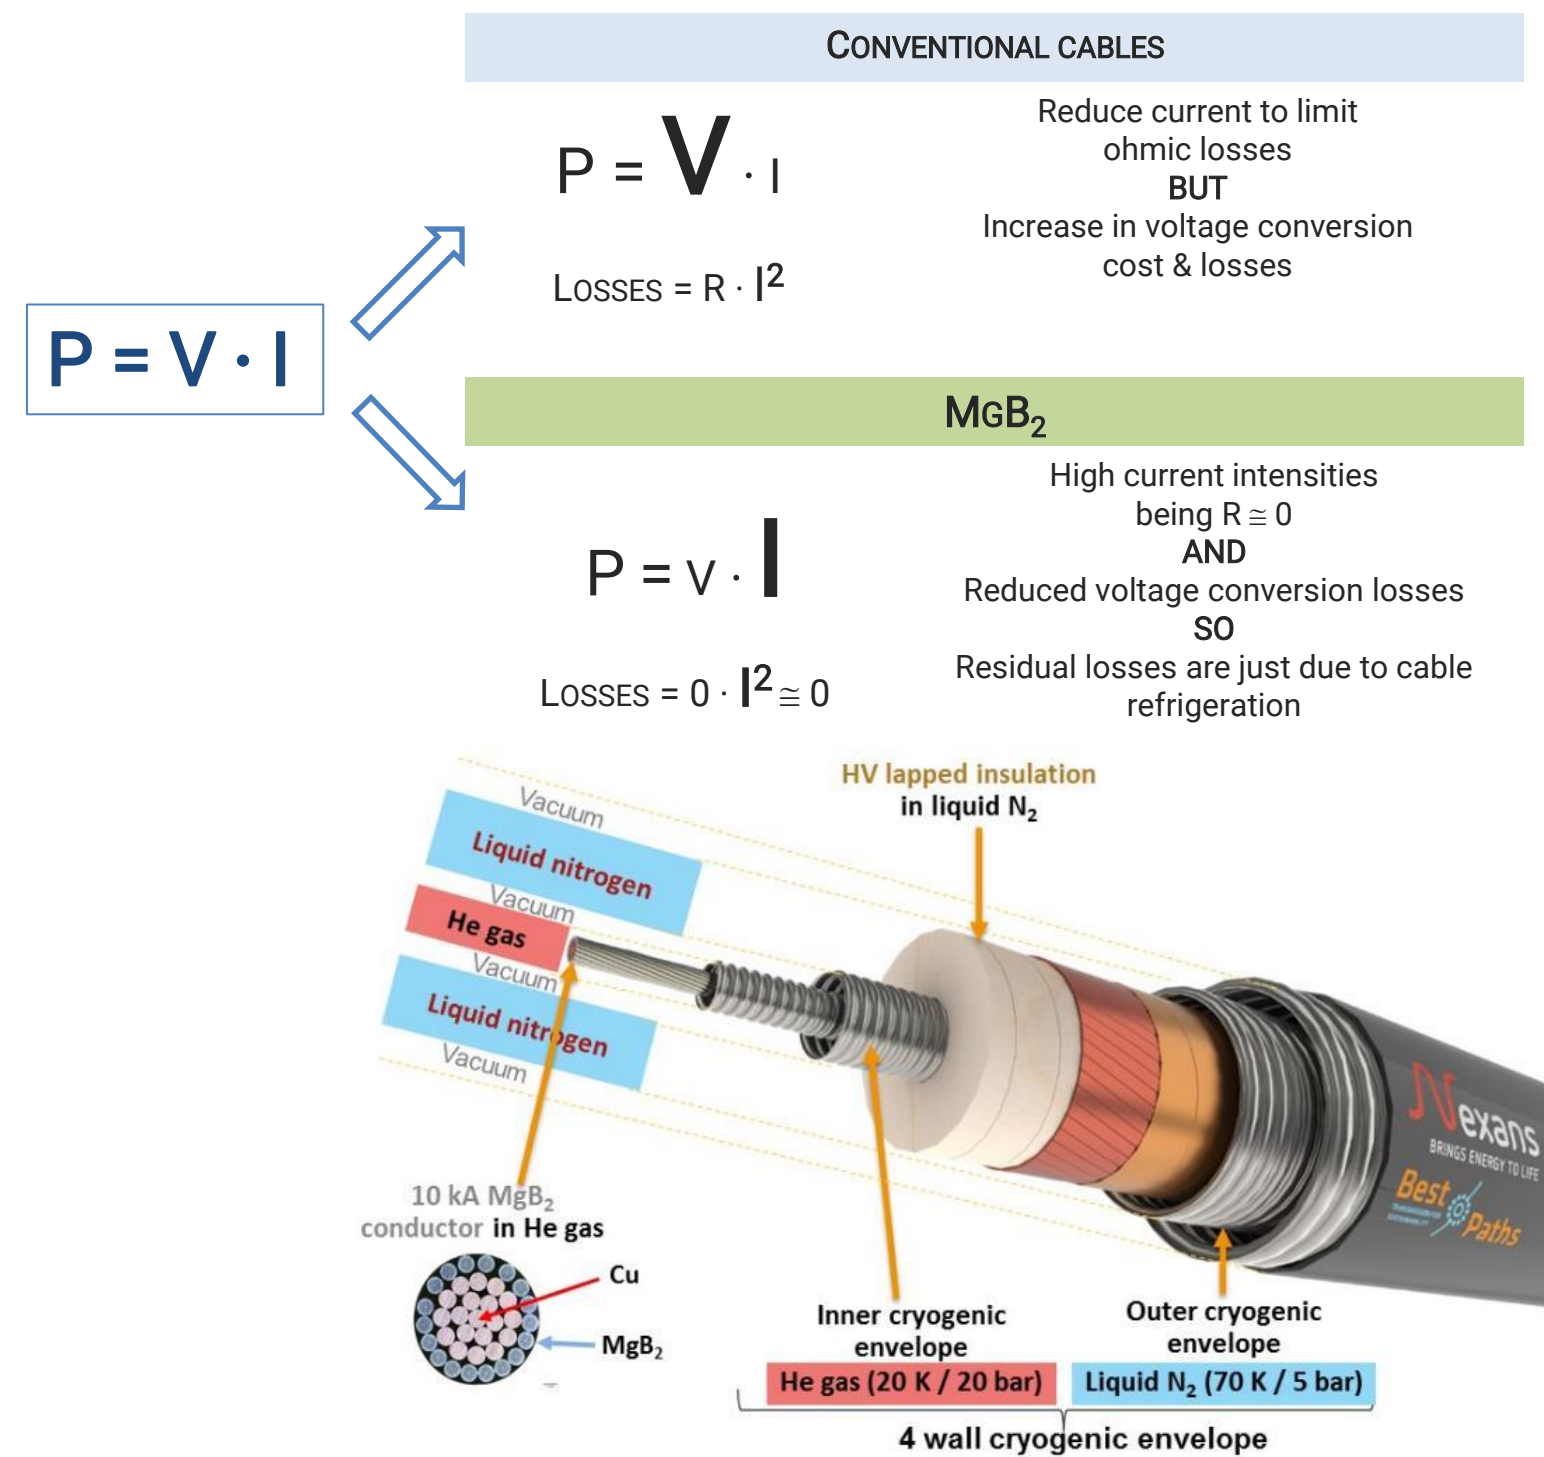 CONVENTIONAL CABLES
P = V · I
Reduce current to limit
ohmic losses
BUT
Increase in voltage conversion
cost & losses
LOSSES = R · I²
P = V · I
MGB₂
High current intensities
being R ≅ 0
AND
Reduced voltage conversion losses
SO
Residual losses are just due to cable
refrigeration
P = V · I
LOSSES = 0 · I² ≅ 0
HV lapped insulation
in liquid N₂
Vacuum
Liquid nitrogen
Vacuum
He gas
Vacuum
Liquid nitrogen
Vacuum
Nexans
BRINGS ENERGY TO LIFE
Best
Paths
10 kA MgB₂
conductor in He gas
Cu
MgB₂
Inner cryogenic
envelope
He gas (20 K / 20 bar)
Outer cryogenic
envelope
Liquid N₂ (70 K / 5 bar)
4 wall cryogenic envelope